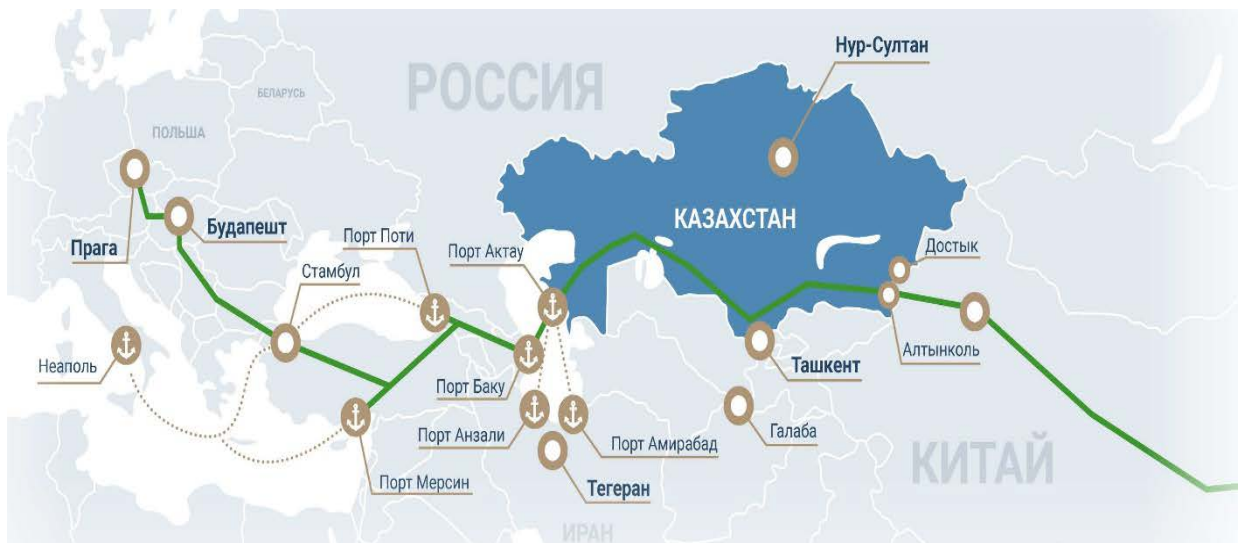 Нур-Султан
РОССИЯ
БЕЛАРУСЬ
ПОЛЬША
КАЗАХСТАН
Прага
Будапешт
Порт Поти
Порт Актау
Достык
Стамбул
Неаполь
Порт Баку
Ташкент
Алтынколь
Порт Анзали
Порт Амирабад
Галаба
КИТАЙ
Порт Мерсин
Тегеран
ИРАН